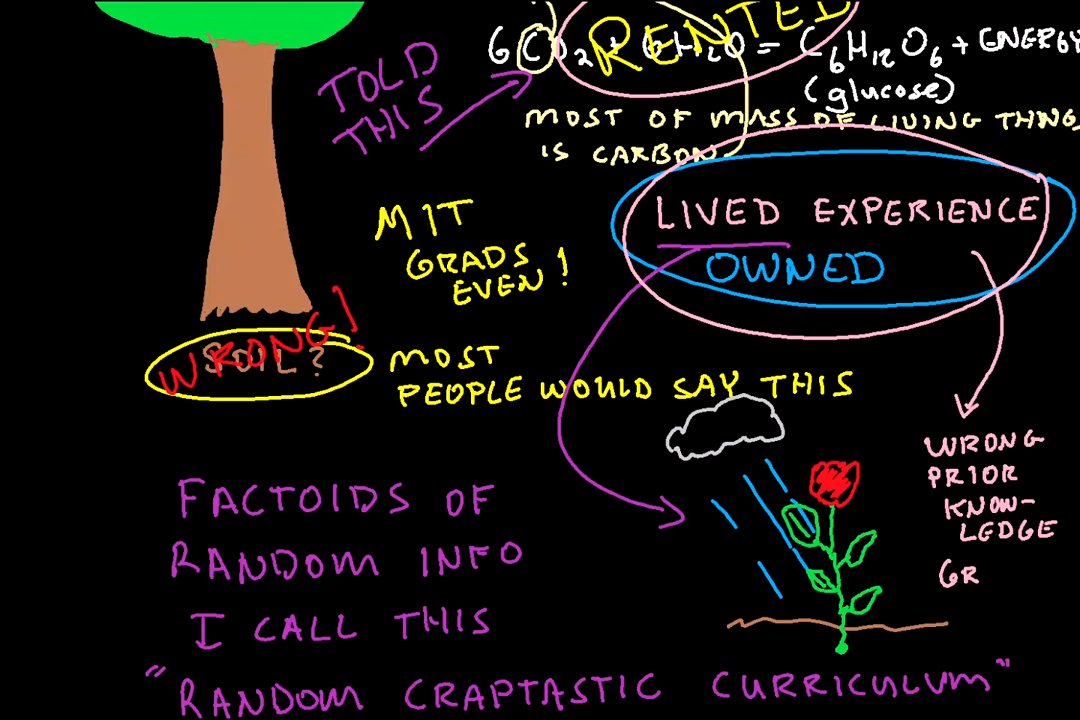 RENTED
6CO2 + 6H2O = C6H12O6 + ENERGY
(glucose)
TOLD
THIS
MOST OF MASS OF LIVING THINGS
IS CARBON
LIVED EXPERIENCE
OWNED
MIT
GRADS
EVEN!
WRONG!
SOIL?
MOST
PEOPLE WOULD SAY THIS
WRONG
PRIOR
KNOW-
LEDGE
GR
FACTOIDS OF
RANDOM INFO
I CALL THIS
"RANDOM CRAPTASTIC CURRICULUM"